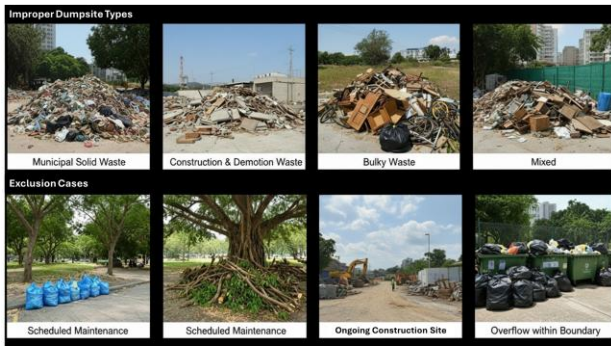 Improper Dumpsite Types
Municipal Solid Waste
Construction & Demotion Waste
Bulky Waste
Mixed
Exclusion Cases
Scheduled Maintenance
Scheduled Maintenance
Ongoing Construction Site
Overflow within Boundary